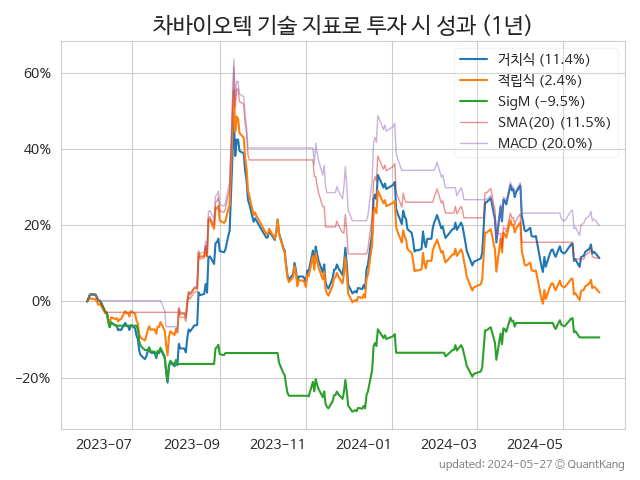 차바이오텍 기술 지표로 투자 시 성과 (1년)
거치식 (11.4%)
적립식 (2.4%)
SigM (−9.5%)
SMA(20) (11.5%)
MACD (20.0%)
60%
40%
20%
0%
−20%
2023-07 2023-09 2023-11 2024-01 2024-03 2024-05
updated: 2024-05-27 © QuantKang